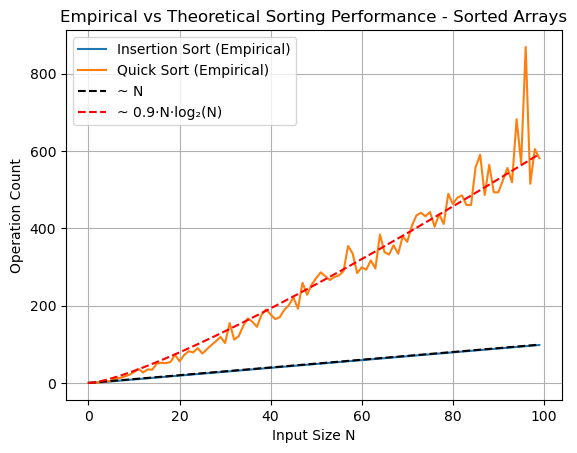 Empirical vs Theoretical Sorting Performance - Sorted Arrays
Insertion Sort (Empirical)
Quick Sort (Empirical)
~ N
~ 0.9·N·log₂(N)
Operation Count
800
600
400
200
0
0 20 40 60 80 100
Input Size N